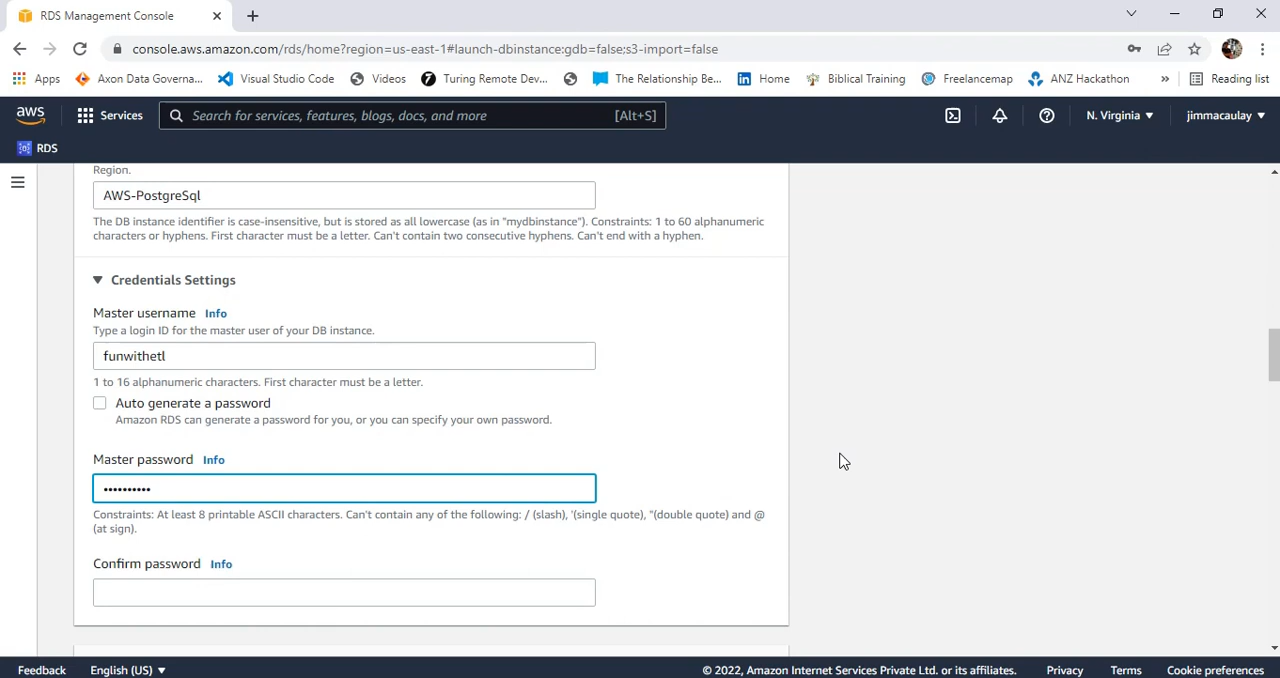 RDS Management Console
console.aws.amazon.com/rds/home?region=us-east-1#launch-dbinstance:gdb=false;s3-import=false
Apps Axon Data Governa... Visual Studio Code Videos Turing Remote Dev... The Relationship Be... Home Biblical Training Freelancemap ANZ Hackathon » Reading list
aws Services Search for services, features, blogs, docs, and more [Alt+S] N. Virginia jimmacaulay
RDS
Region.
AWS-PostgreSql
The DB instance identifier is case-insensitive, but is stored as all lowercase (as in "mydbinstance"). Constraints: 1 to 60 alphanumeric
characters or hyphens. First character must be a letter. Can't contain two consecutive hyphens. Can't end with a hyphen.
Credentials Settings
Master username Info
Type a login ID for the master user of your DB instance.
funwithetl
1 to 16 alphanumeric characters. First character must be a letter.
Auto generate a password
Amazon RDS can generate a password for you, or you can specify your own password.
Master password Info
••••••••••
Constraints: At least 8 printable ASCII characters. Can't contain any of the following: / (slash), '(single quote), "(double quote) and @
(at sign).
Confirm password Info
Feedback English (US) © 2022, Amazon Internet Services Private Ltd. or its affiliates. Privacy Terms Cookie preferences